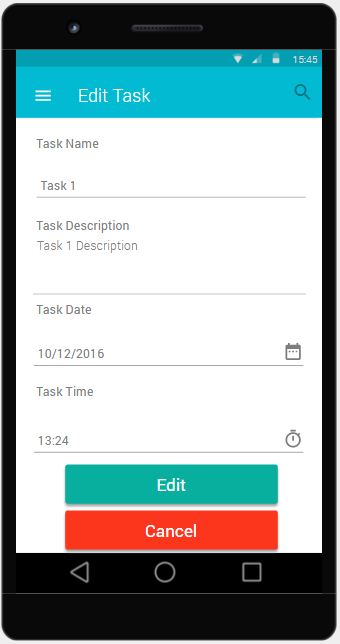 15:45
Edit Task
Task Name
Task 1
Task Description
Task 1 Description
Task Date
10/12/2016
Task Time
13:24
Edit
Cancel